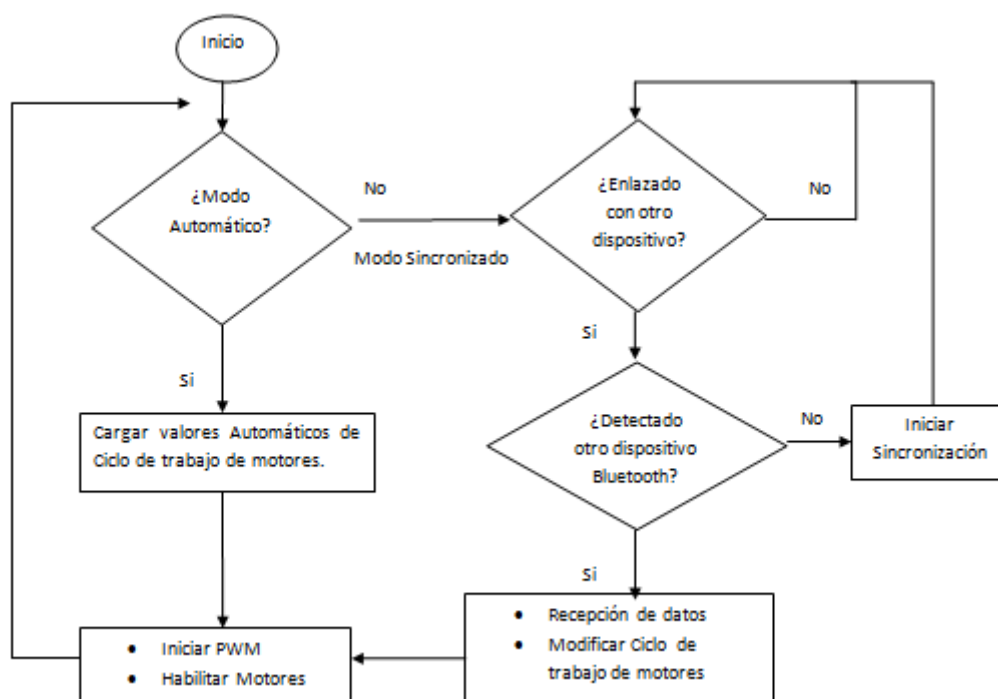 Inicio
¿Modo
Automático?
No
Modo Sincronizado
¿Enlazado
con otro
dispositivo?
No
Si
Si
Cargar valores Automáticos de
Ciclo de trabajo de motores.
¿Detectado
otro dispositivo
Bluetooth?
No
Iniciar
Sincronización
Si
• Iniciar PWM
• Habilitar Motores
• Recepción de datos
• Modificar Ciclo de
trabajo de motores